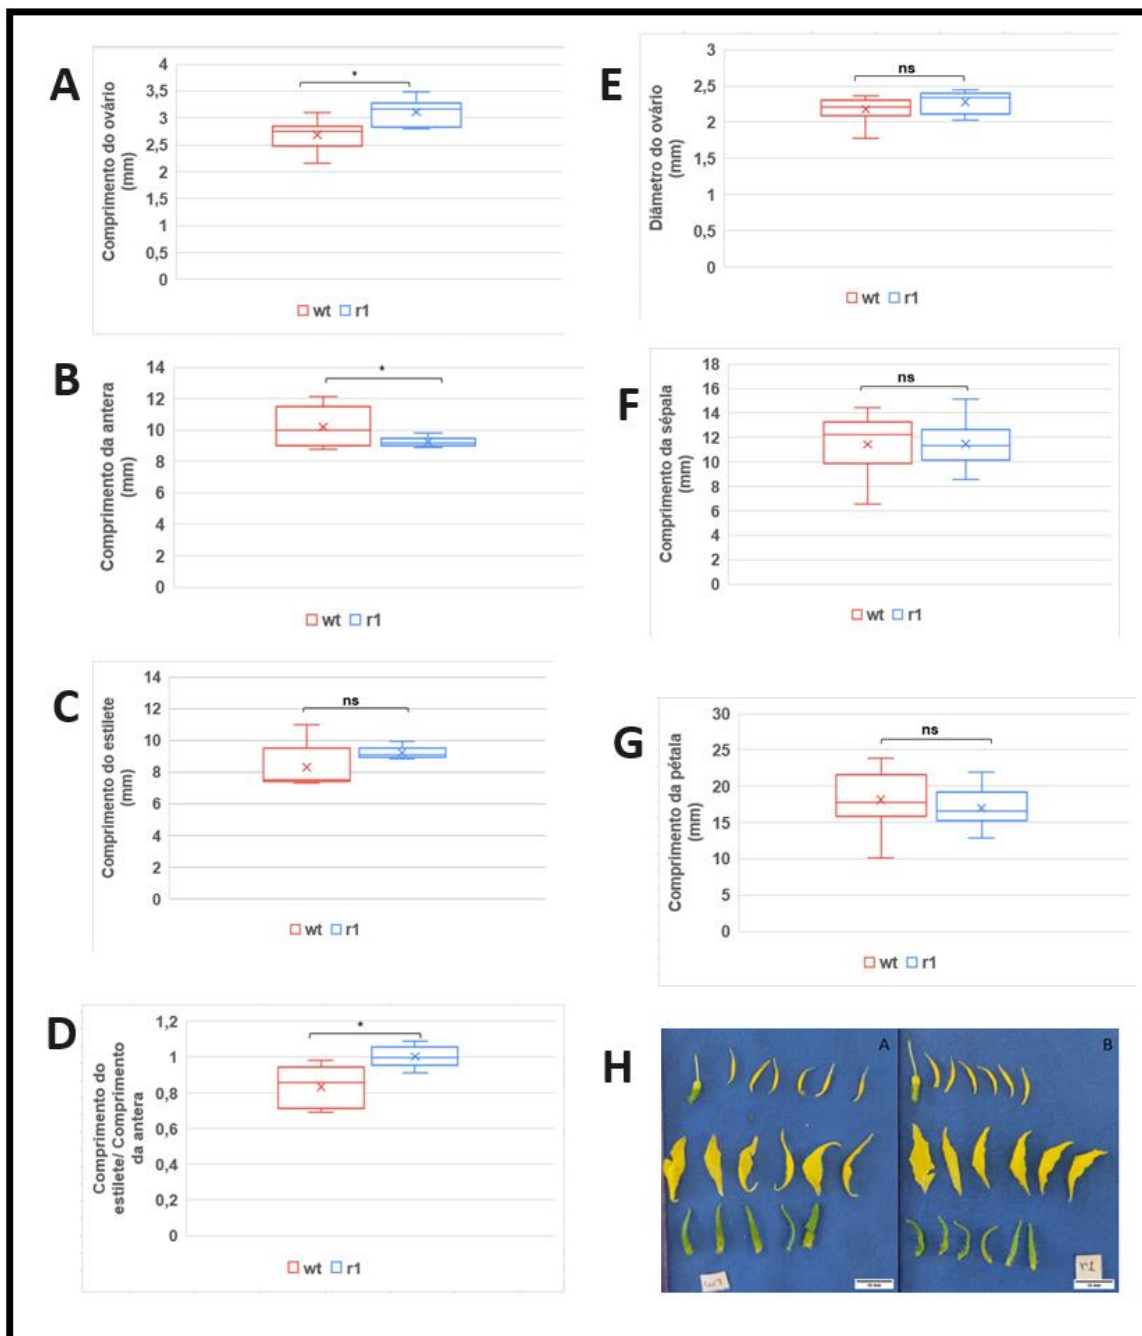 A
Comprimento do ovário
(mm)
4
3,5
3
2,5
2
1,5
1
0,5
0
*
wt r1
B
Comprimento da antera
(mm)
14
12
10
8
6
4
2
0
*
wt r1
C
Comprimento do estilete
(mm)
14
12
10
8
6
4
2
0
ns
wt r1
D
Comprimento do
estilete/ Comprimento
da antera
1,2
1
0,8
0,6
0,4
0,2
0
*
wt r1
E
Diâmetro do ovário
(mm)
3
2,5
2
1,5
1
0,5
0
ns
wt r1
F
Comprimento da sépala
(mm)
18
16
14
12
10
8
6
4
2
0
ns
wt r1
G
Comprimento da pétala
(mm)
30
25
20
15
10
5
0
ns
wt r1
H
A
B
wt
r1
10 mm
10 mm